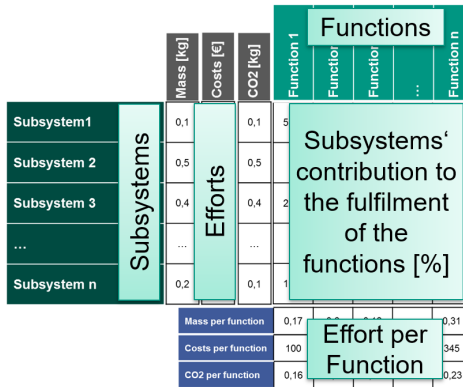 Functions
Mass [kg]
Costs [€]
CO2 [kg]
Function 1
Function
Function
...
Function n
Subsystem1
0,1
0,1
5
Subsystem 2
0,5
0,5
Subsystem 3
0,4
0,4
2
...
...
...
Subsystem n
0,2
0,1
1
Subsystems
Efforts
Subsystems‘
contribution to
the fulfilment
of the
functions [%]
Mass per function
0,17
0,31
Costs per function
100
345
CO2 per function
0,16
0,23
Effort per
Function